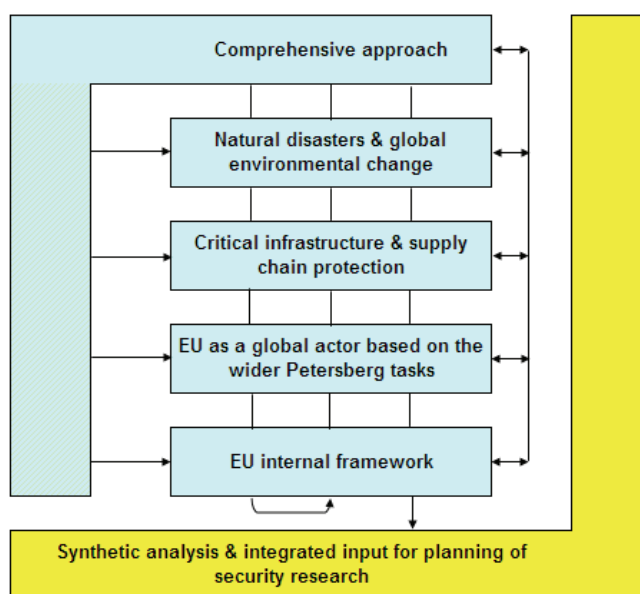 Comprehensive approach
Natural disasters & global
environmental change
Critical infrastructure & supply
chain protection
EU as a global actor based on the
wider Petersberg tasks
EU internal framework
Synthetic analysis & integrated input for planning of
security research